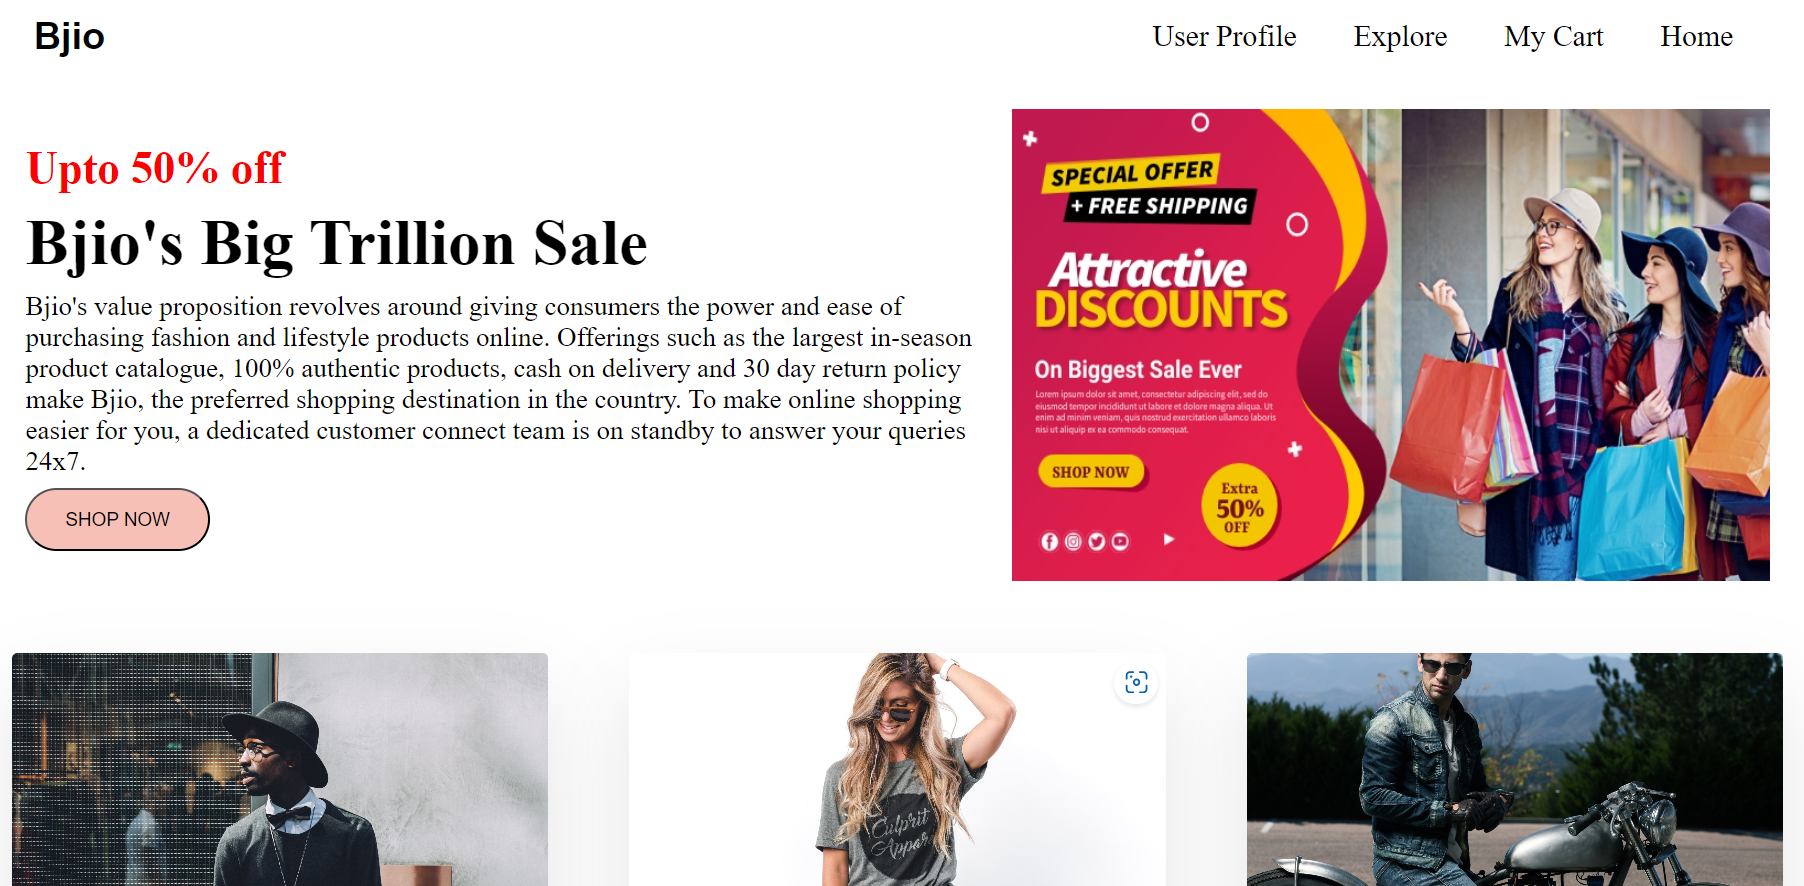 Bjio
User Profile
Explore
My Cart
Home
Upto 50% off
Bjio's Big Trillion Sale
Bjio's value proposition revolves around giving consumers the power and ease of
purchasing fashion and lifestyle products online. Offerings such as the largest in-season
product catalogue, 100% authentic products, cash on delivery and 30 day return policy
make Bjio, the preferred shopping destination in the country. To make online shopping
easier for you, a dedicated customer connect team is on standby to answer your queries
24x7.
SHOP NOW
SPECIAL OFFER
+ FREE SHIPPING
Attractive
DISCOUNTS
On Biggest Sale Ever
Lorem ipsum dolor sit amet, consectetur adipiscing elit, sed do
eiusmod tempor incididunt ut labore et dolore magna aliqua. Ut
enim ad minim veniam, quis nostrud exercitation ullamco laboris
nisi ut aliquip ex ea commodo consequat.
SHOP NOW
Extra
50%
OFF
Culprit